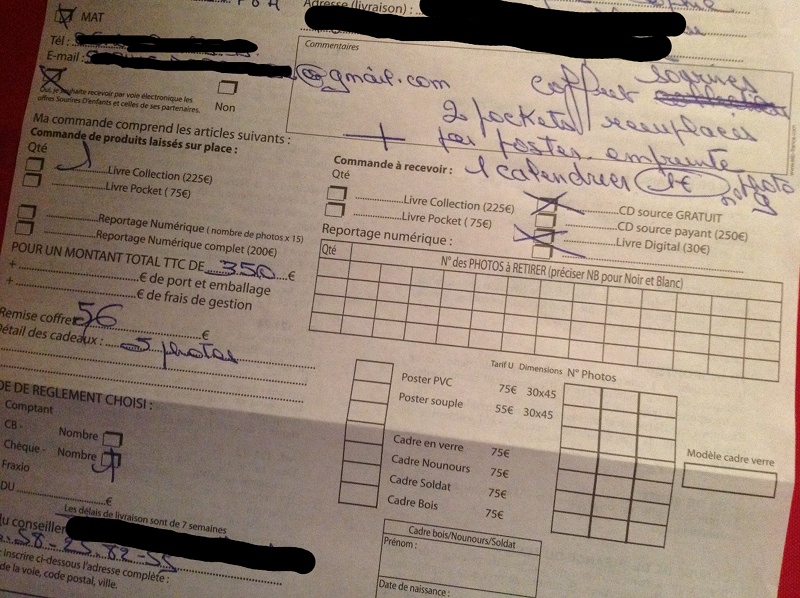 MAT
Adresse (livraison) :
Tél :
E-mail :
@gmail.com
Oui, je souhaite recevoir par voie électronique les
offres Sourires D'enfants et celles de ses partenaires.
Non
Commentaires
coffret
2 pockets remplacés
par poster empreinte
+ 1 calendrier
photo
Ma commande comprend les articles suivants :
Commande de produits laissés sur place :
Qté
1 Livre Collection (225€)
Livre Pocket ( 75€)
Reportage Numérique ( nombre de photos x 15)
Reportage Numérique complet (200€)
POUR UN MONTANT TOTAL TTC DE 350 €
+ € de port et emballage
+ € de frais de gestion
Remise coffret 56 €
Détail des cadeaux : 5 photos
DE DE REGLEMENT CHOISI :
Comptant
CB - Nombre
Chèque - Nombre
Fraxio
DU €
Les délais de livraison sont de 7 semaines
du conseiller
58-25-82-55
inscrire ci-dessous l'adresse complète :
de la voie, code postal, ville.
Commande à recevoir :
Qté
Livre Collection (225€)
Livre Pocket ( 75€)
CD source GRATUIT
CD source payant (250€)
Livre Digital (30€)
Reportage numérique :
Qté N° des PHOTOS à RETIRER (préciser NB pour Noir et Blanc)
Tarif U Dimensions N° Photos
Poster PVC 75€ 30x45
Poster souple 55€ 30x45
Cadre en verre 75€
Cadre Nounours 75€
Cadre Soldat 75€
Cadre Bois 75€
Modèle cadre verre
Cadre bois/Nounours/Soldat
Prénom :
Date de naissance :